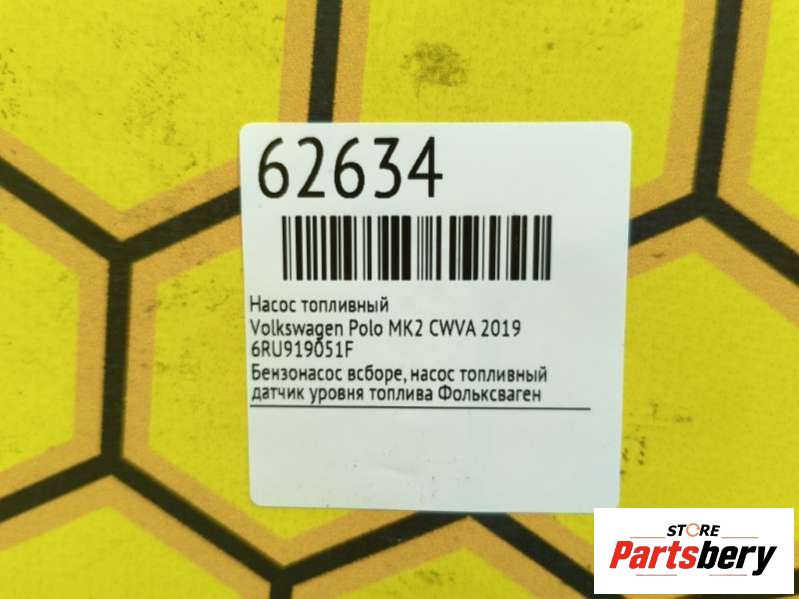 62634
Насос топливный
Volkswagen Polo MK2 CWVA 2019
6RU919051F
Бензонасос всборе, насос топливный
датчик уровня топлива Фольксваген
STORE
Partsbery